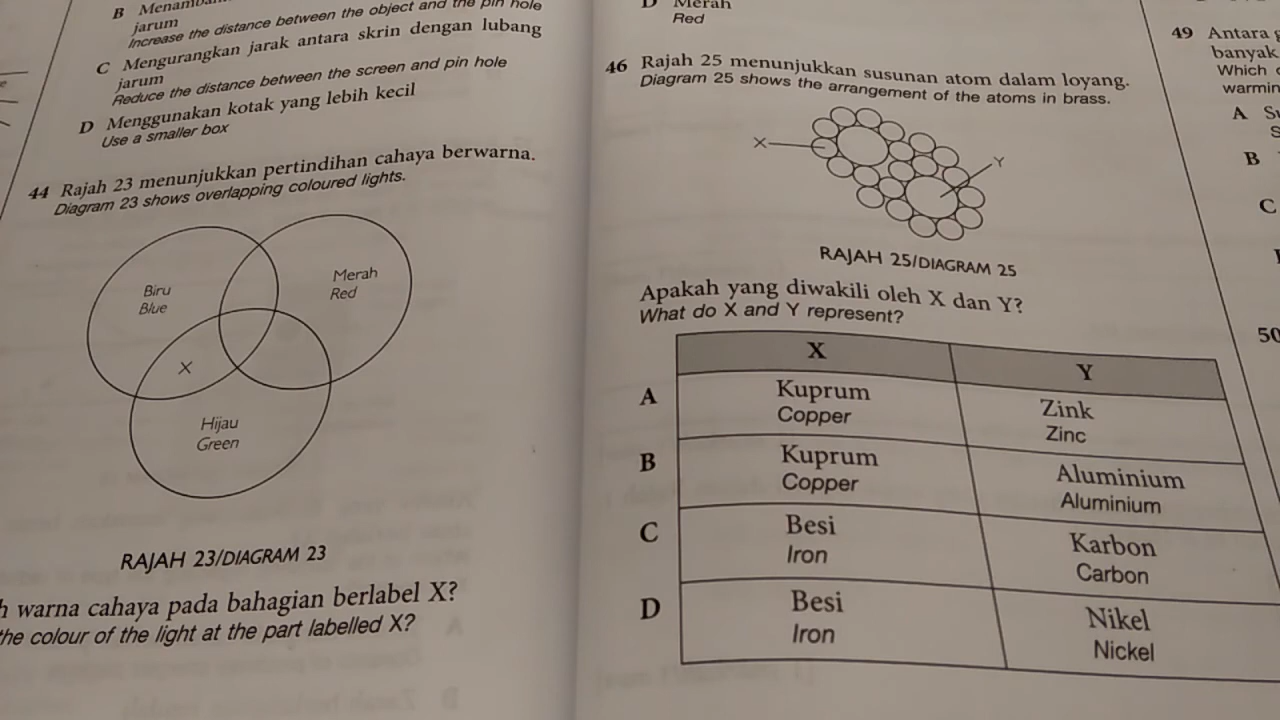 B
jarum
Increase the distance between the object and the pin hole
C Mengurangkan jarak antara skrin dengan lubang
jarum
Reduce the distance between the screen and pin hole
D Menggunakan kotak yang lebih kecil
Use a smaller box
44 Rajah 23 menunjukkan pertindihan cahaya berwarna.
Diagram 23 shows overlapping coloured lights.
Biru
Blue
Merah
Red
X
Hijau
Green
RAJAH 23/DIAGRAM 23
warna cahaya pada bahagian berlabel X?
the colour of the light at the part labelled X?
D Merah
Red
46 Rajah 25 menunjukkan susunan atom dalam loyang.
Diagram 25 shows the arrangement of the atoms in brass.
X
Y
RAJAH 25/DIAGRAM 25
Apakah yang diwakili oleh X dan Y?
What do X and Y represent?
X Y
A Kuprum Zink
Copper Zinc
B Kuprum Aluminium
Copper Aluminium
C Besi Karbon
Iron Carbon
D Besi Nikel
Iron Nickel
49 Antara
banyak
Which
warmin
A
B
C
50